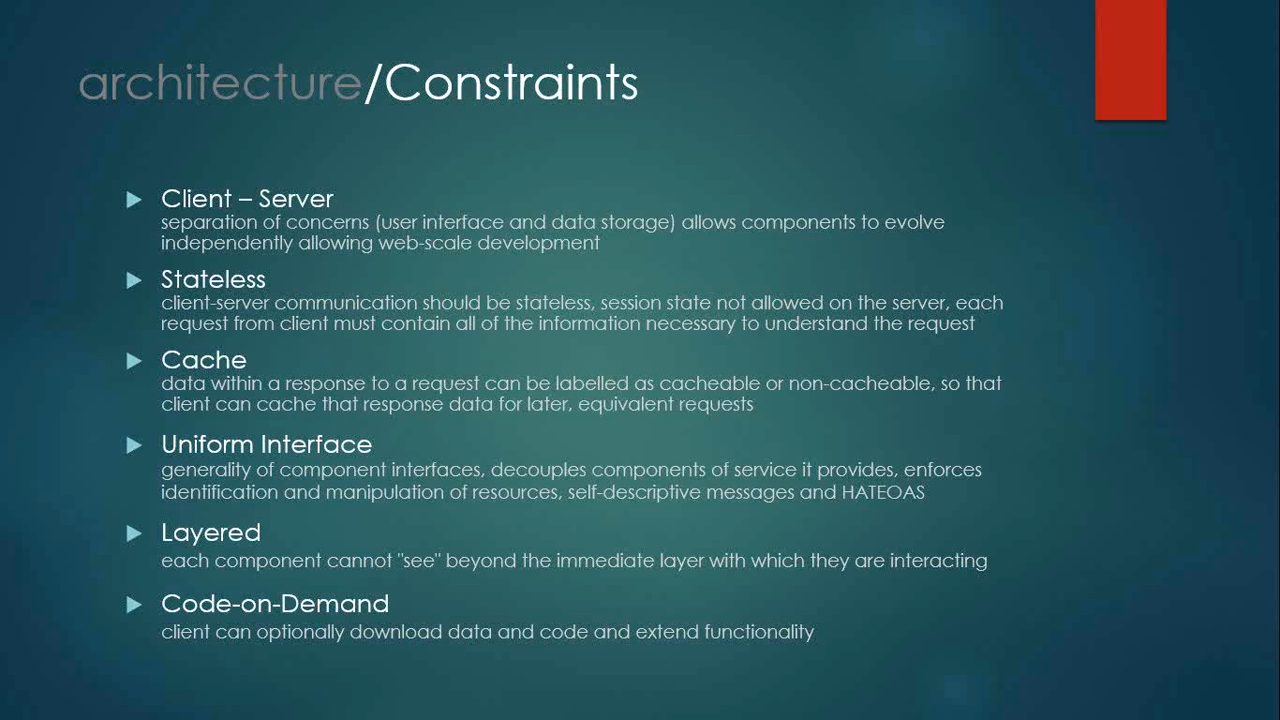 architecture/Constraints
Client – Server
separation of concerns (user interface and data storage) allows components to evolve
independently allowing web-scale development
Stateless
client-server communication should be stateless, session state not allowed on the server, each
request from client must contain all of the information necessary to understand the request
Cache
data within a response to a request can be labelled as cacheable or non-cacheable, so that
client can cache that response data for later, equivalent requests
Uniform Interface
generality of component interfaces, decouples components of service it provides, enforces
identification and manipulation of resources, self-descriptive messages and HATEOAS
Layered
each component cannot "see" beyond the immediate layer with which they are interacting
Code-on-Demand
client can optionally download data and code and extend functionality